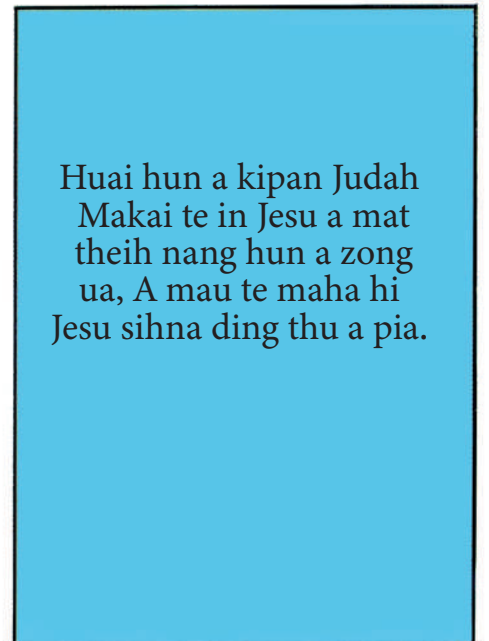 Huai hun a kipan Judah
Makai te in Jesu a mat
theih nang hun a zong
ua, A mau te maha hi
Jesu sihna ding thu a pia.